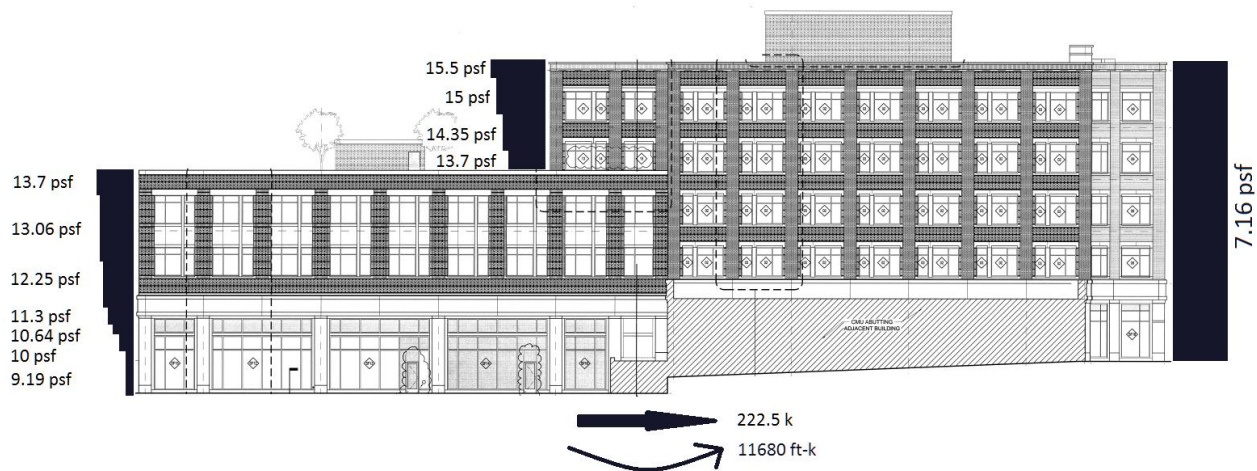 15.5 psf
15 psf
14.35 psf
13.7 psf
13.7 psf
13.06 psf
12.25 psf
11.3 psf
10.64 psf
10 psf
9.19 psf
7.16 psf
CMU ABUTTING
ADJACENT BUILDING
222.5 k
11680 ft-k